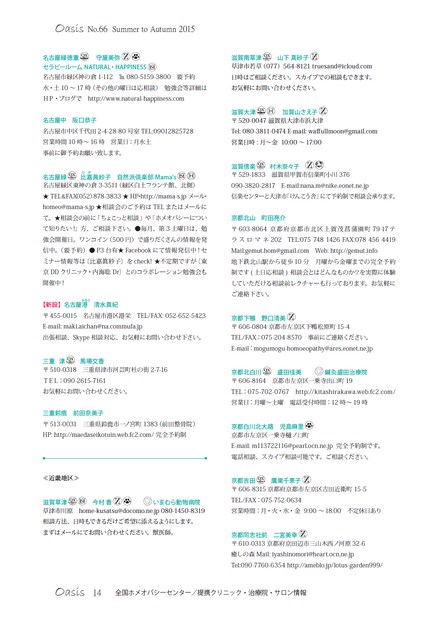 Oasis No.66 Summer to Autumn 2015
名古屋緑徳重 守屋美弥
セラピールーム NATURAL・HAPPINESS
名古屋市緑区神の倉 1-112 ℡ 080-5159-3800 要予約
水・土 10 ～ 17 時 (その他の曜日は応相談) 勉強会等詳細は
HP・ブログで http://www.natural-happiness.com
名古屋中 阪口恭子
名古屋市中区千代田 2-4-28-80 号室 TEL:09012825728
営業時間 10 時～ 16 時 営業日：月水土
事前に御予約お願い致します。
名古屋緑 比嘉真紗子 自然派倶楽部 Mama's
名古屋市緑区東神の倉 3-3511 (緑区白土フランテ館、北側)
★ TEL&FAX/052) 878-3833 ★ HP=http//mama-s.jp メール=
homeo@mama-s.jp ★相談会のご予約は TEL またはメールに
て。★相談会の前に「ちょっと相談」や「ホメオパシーについ
て知りたい！」方、ご相談下さい。●毎月、第 3 土曜日は、勉
強会開催日。ワンコイン (500 円) で盛りだくさんの情報を発
信中。(要予約) ● P3 台有★ Facebook にて情報発信中！セ
ミナー情報等は〔比嘉真紗子〕を check! ★不定期ですが〔東
京 DD クリニック・内海聡 Dr〕とのコラボレーション勉強会も
開催中！
【新設】名古屋港 清水真紀
〒455-0015 名古屋市港区港栄 TEL/FAX: 052-652-5423
E-mail: maki.aichan@na.commufa.jp
出張相談、Skype 相談対応、お気軽にお問い合わせ下さい。
三重 津 馬場文香
〒510-0318 三重県津市河芸町杜の街 2-7-16
TEL：090-2615-7161
お気軽にお問い合わせください。
三重鈴鹿 前田奈美子
〒513-0031 三重県鈴鹿市一ノ宮町 1383 (前田整骨院)
HP: http://maedaseikotuin.web.fc2.com/ 完全予約制
≪近畿地区≫
滋賀草津 今村 香 いまむら動物病院
草津市川原 home-kusatsu@docomo.ne.jp 080-1450-8319
相談方法、日時もできるだけご希望に添えるようにします。
まずはメールにてお問い合わせください。獣医師。
滋賀南草津 山下 真紗子
草津市若草 (077) 564-8121 truesand@icloud.com
日時はご相談ください。スカイプでの相談もできます。
お気軽にお問い合わせください。
滋賀大津 加賀山さえ子
〒520-0047 滋賀県大津市浜大津
Tel: 080-3811-0474 E-mail: waffullmoon@gmail.com
営業日時：月～金 10:00 ～ 17:00
滋賀信楽 村木奈々子
〒529-1833 滋賀県甲賀市信楽町小川 376
090-3820-2817 E-mail:nana.m@nike.eonet.ne.jp
信楽センターと大津市「けんこう舎」にて予約制で相談会承ります。
京都北山 町田亮介
〒603-8064 京都府京都市北区上賀茂菖蒲園町 79-17 テ
ラスロマネ 202 TEL:075 748 1426 FAX:078 456 4419
Mail:gemut.hom@gmail.com Web: http://gemut.info
地下鉄北山駅から徒歩 10 分 月曜から金曜までの完全予約
制です (土日応相談) 相談会とはどんなものか？を実際に体験
していただける相談前レクチャーも行っております。お気軽に
ご連絡下さい。
京都下鴨 野口清美
〒606-0804 京都市左京区下鴨松原町 15-4
TEL/FAX：075-204-8570 事前にご連絡ください。
E-mail：mogumogu-homoeopathy@ares.eonet.ne.jp
京都北白川 盛田佳美 鍼灸盛田治療院
〒606-8164 京都市左京区一乗寺出口町 19
TEL：075-702-0767 http://kitashirakawa.web.fc2.com/
営業日：月曜～土曜 電話受付時間：12 時～ 19 時
京都白川北大路 児島麻里
京都市左京区一乗寺樋ノ口町
E-mail: m113722116@pearl.ocn.ne.jp 完全予約制です。
電話相談、スカイプ相談可能です。ご相談ください。
京都吉田 鷹巣千恵子
〒606-8315 京都府京都市左京区吉田近衛町 15-5
TEL/FAX：075-752-0634
営業時間：月・火・水・金 9:00 ～ 18:00 不定休日あり
京都同志社前 二宮美幸
〒610-0313 京都府京田辺市三山木西ノ河原 32-6
癒しの森 Mail: iyashinomori@heart.ocn.ne.jp
Tel:090-7760-6354 http://ameblo.jp/lotus-garden999/
Oasis 14 全国ホメオパシーセンター／提携クリニック・治療院・サロン情報